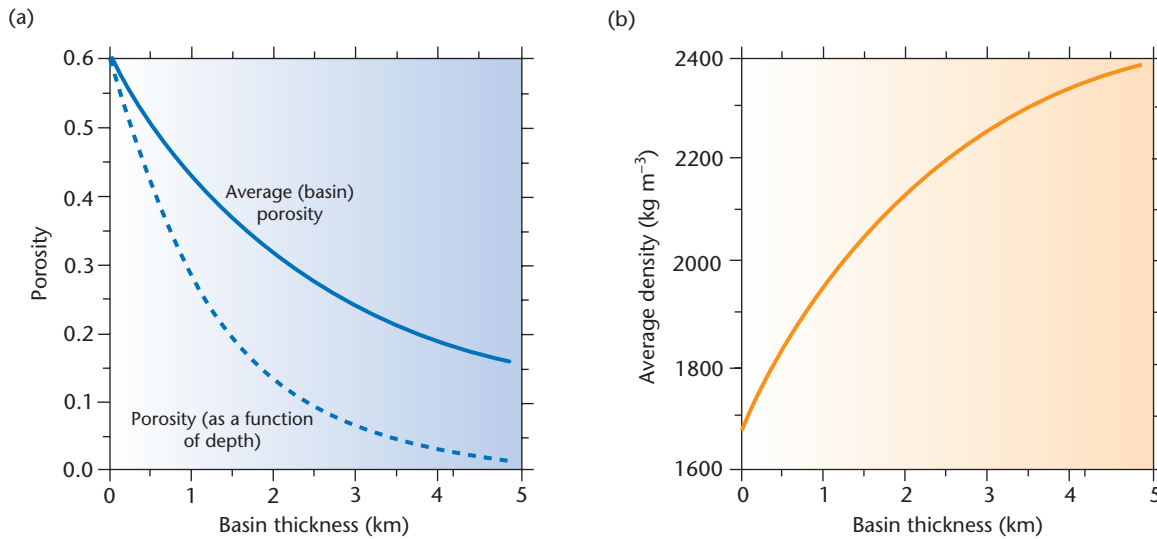 (a)
0.6
0.5
0.4
0.3
0.2
0.1
0.0
Porosity
Average (basin)
porosity
Porosity (as a function
of depth)
0 1 2 3 4 5
Basin thickness (km)
(b)
2400
2200
2000
1800
1600
Average density (kg m⁻³)
0 1 2 3 4 5
Basin thickness (km)